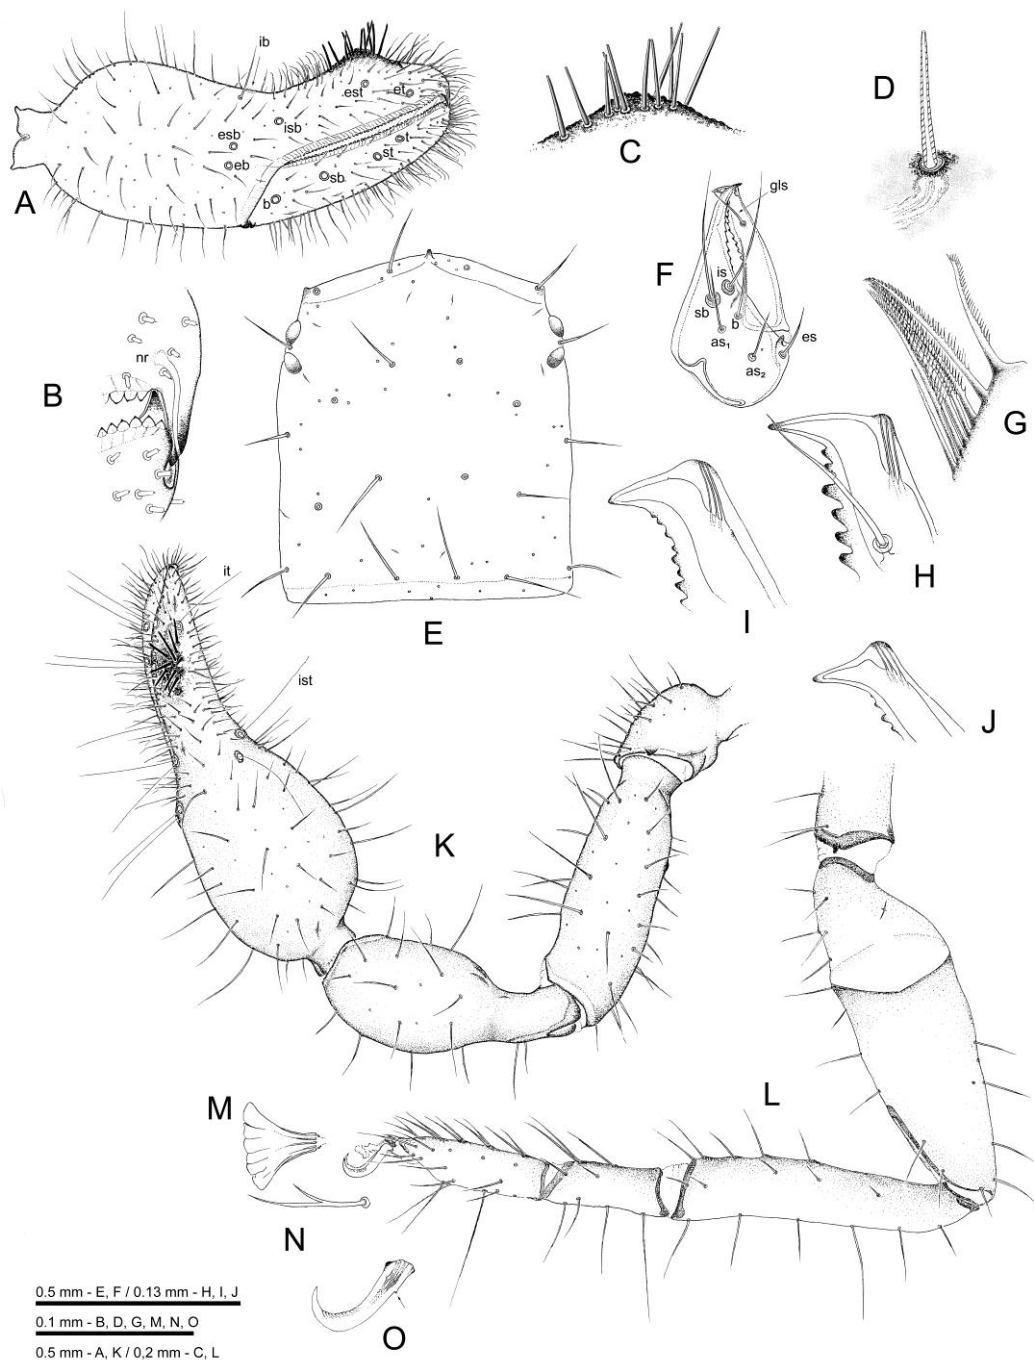 ib
est
et
esb
isb
eb
t
st
sb
b
A
C
D
gls
F
is
sb
b
as₁
es
as₂
nr
B
G
H
I
E
it
ist
J
K
L
M
N
O
0.5 mm - E, F / 0.13 mm - H, I, J
0.1 mm - B, D, G, M, N, O
0.5 mm - A, K / 0,2 mm - C, L